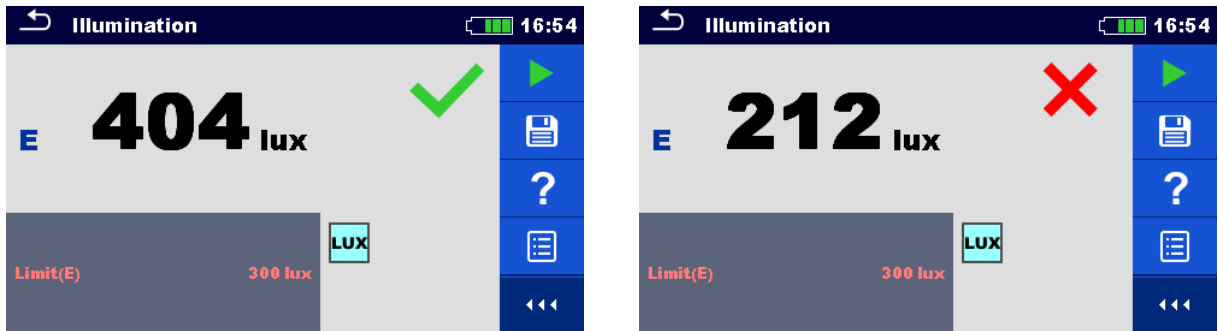 Illumination 16:54
E 404 lux
LUX
Limit(E) 300 lux
Illumination 16:54
E 212 lux
?
LUX
Limit(E) 300 lux